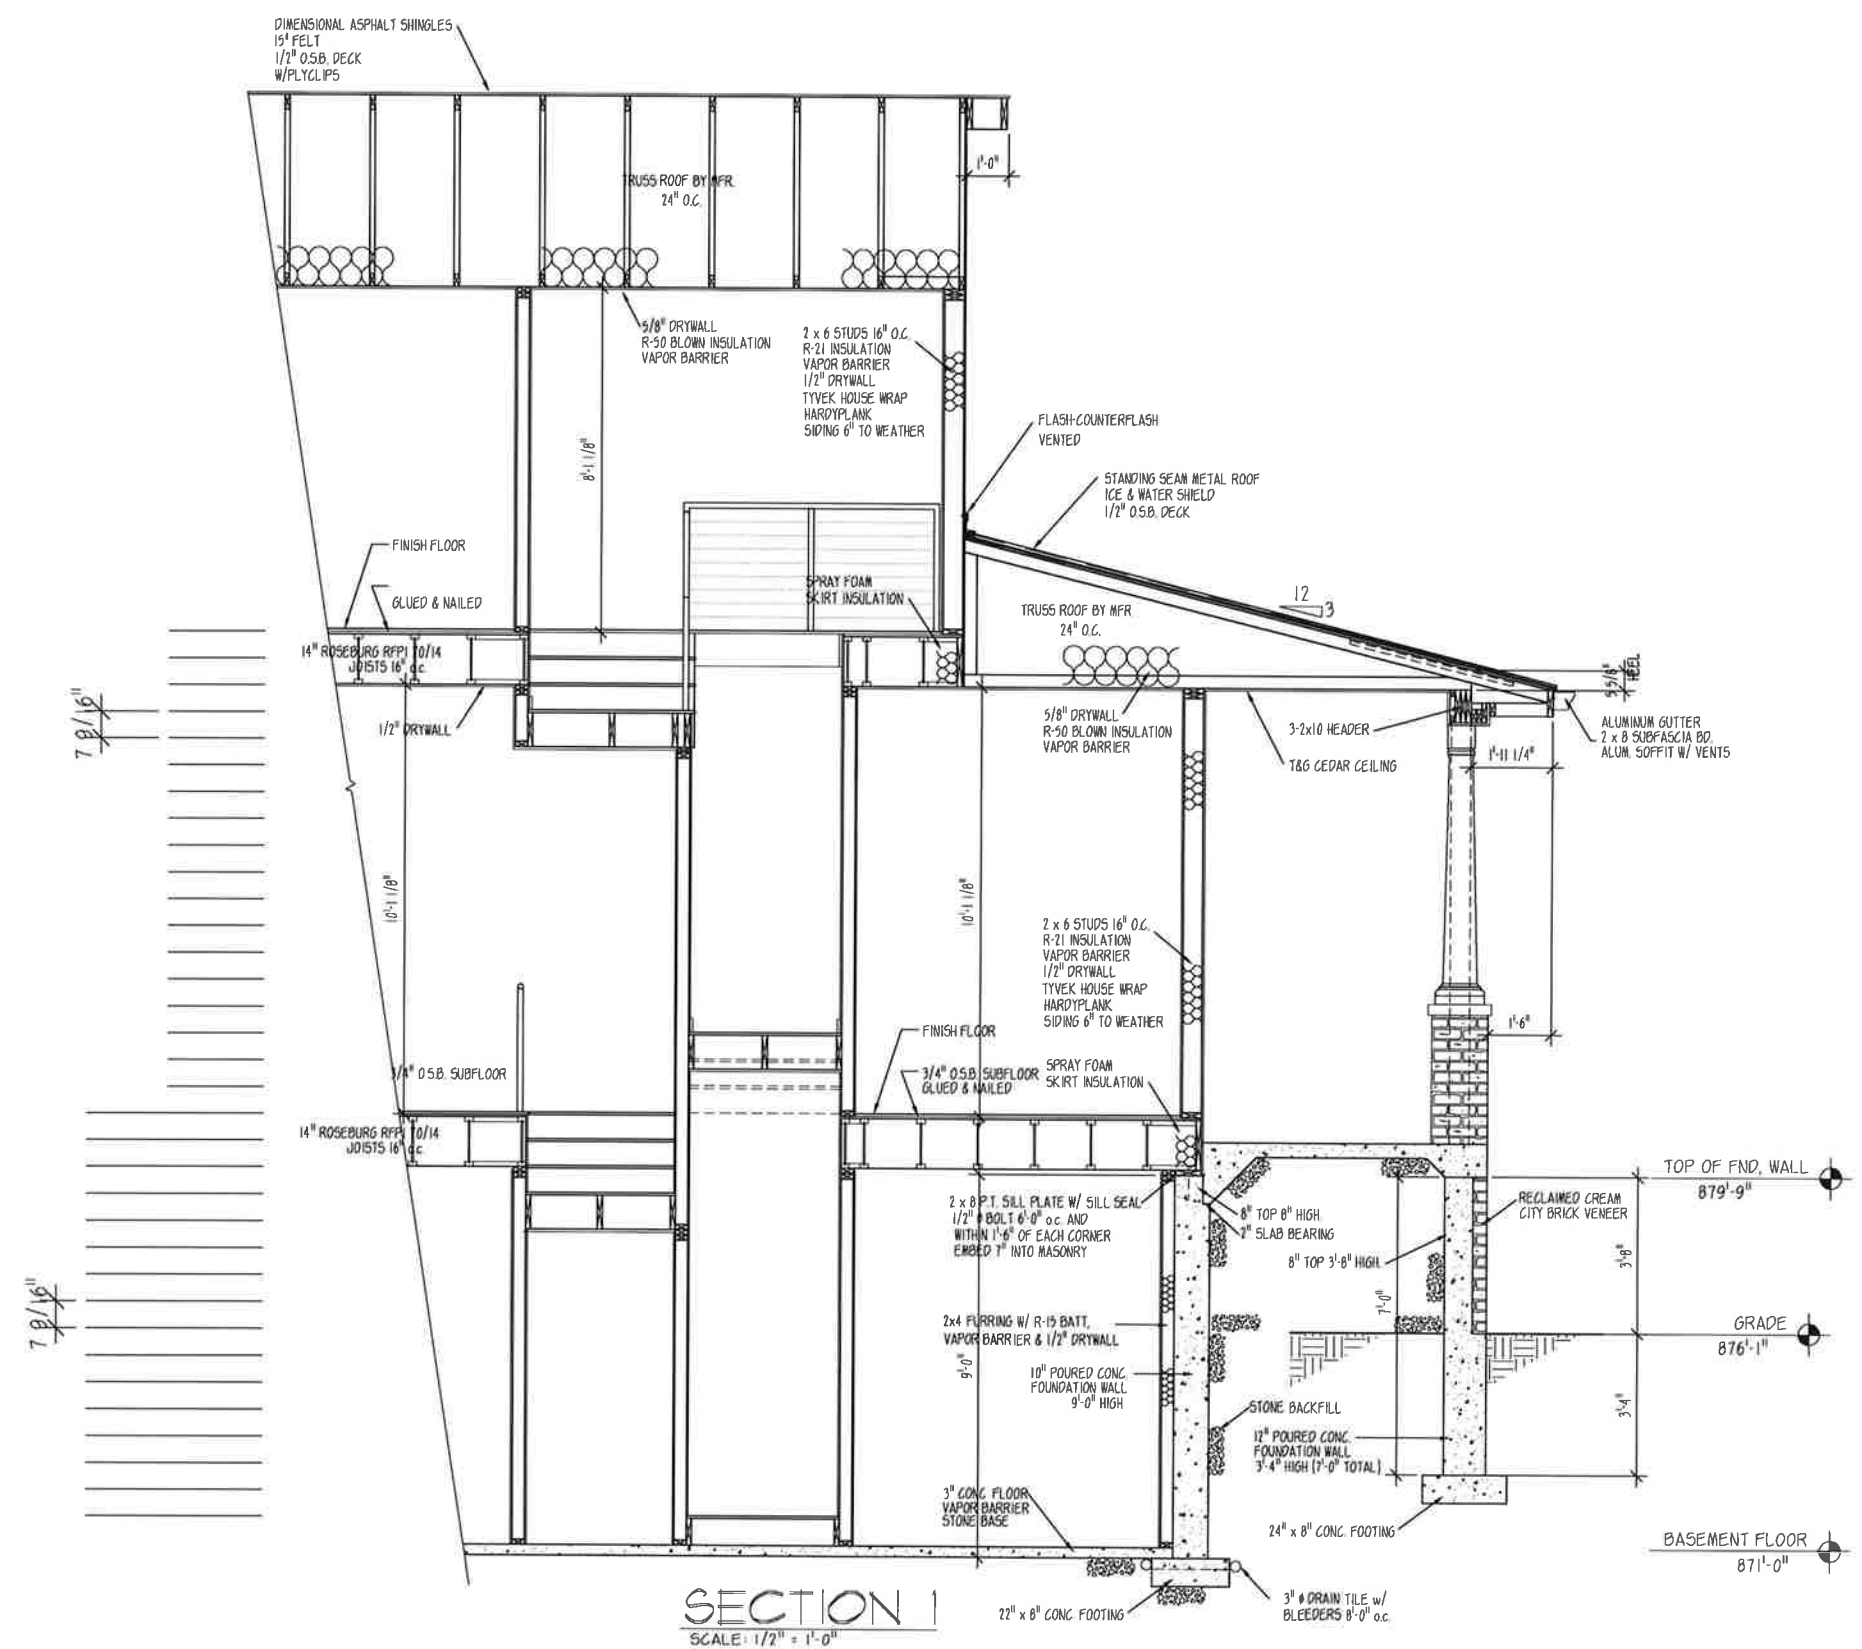 DIMENSIONAL ASPHALT SHINGLES
15# FELT
1/2" O.S.B. DECK
W/PLYCLIPS
1'-0"
TRUSS ROOF BY MFR.
24" O.C.
5/8" DRYWALL
R-50 BLOWN INSULATION
VAPOR BARRIER
2 x 6 STUDS 16" O.C.
R-21 INSULATION
VAPOR BARRIER
1/2" DRYWALL
TYVEK HOUSE WRAP
HARDYPLANK
SIDING 6" TO WEATHER
8'-1 1/8"
FLASH-COUNTERFLASH
VENTED
STANDING SEAM METAL ROOF
ICE & WATER SHIELD
1/2" O.S.B. DECK
FINISH FLOOR
GLUED & NAILED
SPRAY FOAM
SKIRT INSULATION
12
3
TRUSS ROOF BY MFR
24" O.C.
14" ROSEBURG RFPI 70/14
JOISTS 16" o.c.
5 5/8"
HEEL
7 9/16"
1/2" DRYWALL
5/8" DRYWALL
R-50 BLOWN INSULATION
VAPOR BARRIER
3-2x10 HEADER
T&G CEDAR CEILING
1'-11 1/4"
ALUMINUM GUTTER
2 x 8 SUBFASCIA BD.
ALUM. SOFFIT W/ VENTS
10'-1 1/8"
10'-1 1/8"
2 x 6 STUDS 16" O.C.
R-21 INSULATION
VAPOR BARRIER
1/2" DRYWALL
TYVEK HOUSE WRAP
HARDYPLANK
SIDING 6" TO WEATHER
1'-6"
FINISH FLOOR
3/4" O.S.B. SUBFLOOR
3/4" O.S.B. SUBFLOOR
GLUED & NAILED
SPRAY FOAM
SKIRT INSULATION
14" ROSEBURG RFPI 70/14
JOISTS 16" o.c.
TOP OF FND. WALL
879'-9"
2 x 8 P.T. SILL PLATE W/ SILL SEAL
1/2" ø BOLT 6'-0" o.c. AND
WITHIN 1'-6" OF EACH CORNER
EMBED 7" INTO MASONRY
8" TOP 8" HIGH
2" SLAB BEARING
8" TOP 3'-8" HIGH
RECLAIMED CREAM
CITY BRICK VENEER
3'-8"
7'-0"
7 9/16"
2x4 FURRING W/ R-15 BATT,
VAPOR BARRIER & 1/2" DRYWALL
GRADE
876'-1"
9'-0"
10" POURED CONC.
FOUNDATION WALL
9'-0" HIGH
STONE BACKFILL
12" POURED CONC.
FOUNDATION WALL
3'-4" HIGH (7'-0" TOTAL)
3'-4"
3" CONC FLOOR
VAPOR BARRIER
STONE BASE
24" x 8" CONC. FOOTING
BASEMENT FLOOR
871'-0"
SECTION 1
SCALE: 1/2" = 1'-0"
22" x 8" CONC FOOTING
3" ø DRAIN TILE w/
BLEEDERS 8'-0" o.c.